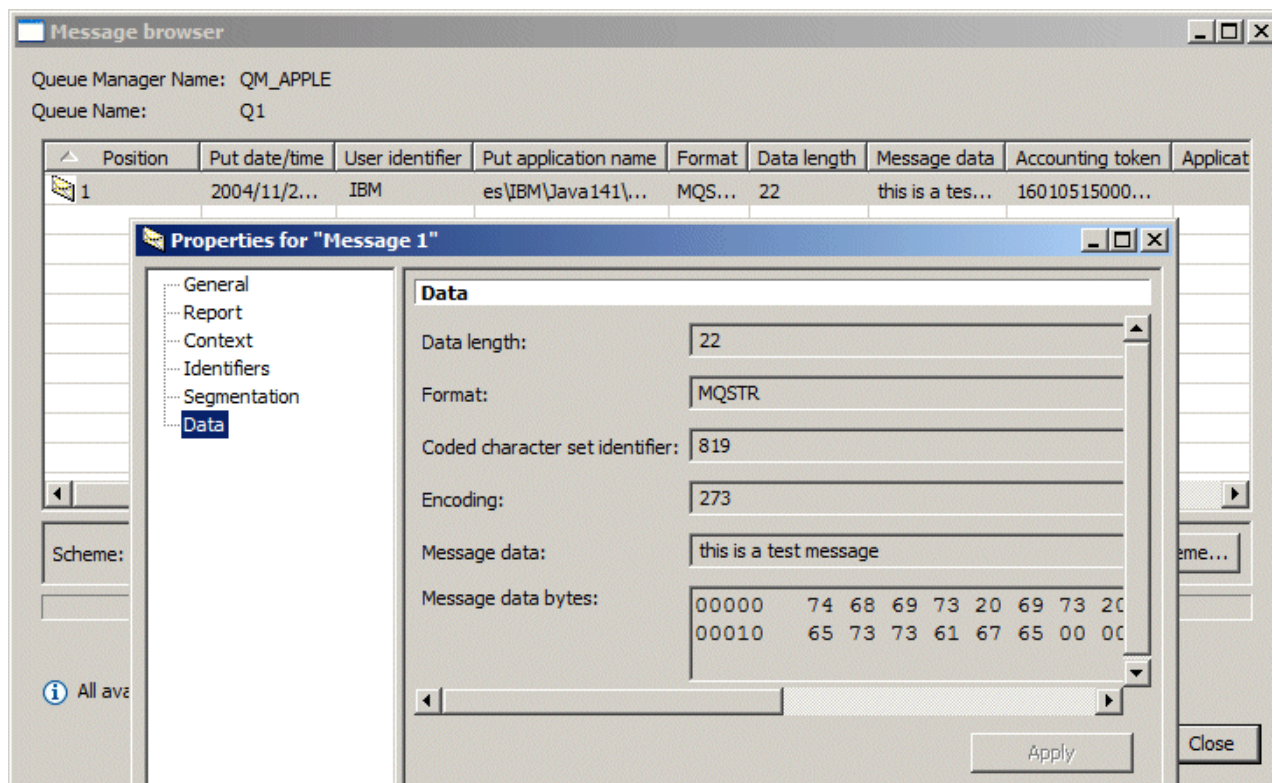 Message browser
Queue Manager Name: QM_APPLE
Queue Name: Q1
Position Put date/time User identifier Put application name Format Data length Message data Accounting token Applicat
1 2004/11/2... IBM es\IBM\Java141\... MQS... 22 this is a tes... 16010515000...
Properties for "Message 1"
General
Report
Context
Identifiers
Segmentation
Data
Data
Data length: 22
Format: MQSTR
Coded character set identifier: 819
Encoding: 273
Message data: this is a test message
Message data bytes: 00000 74 68 69 73 20 69 73 20
00010 65 73 73 61 67 65 00 00
Scheme: eme...
All ava
Apply
Close